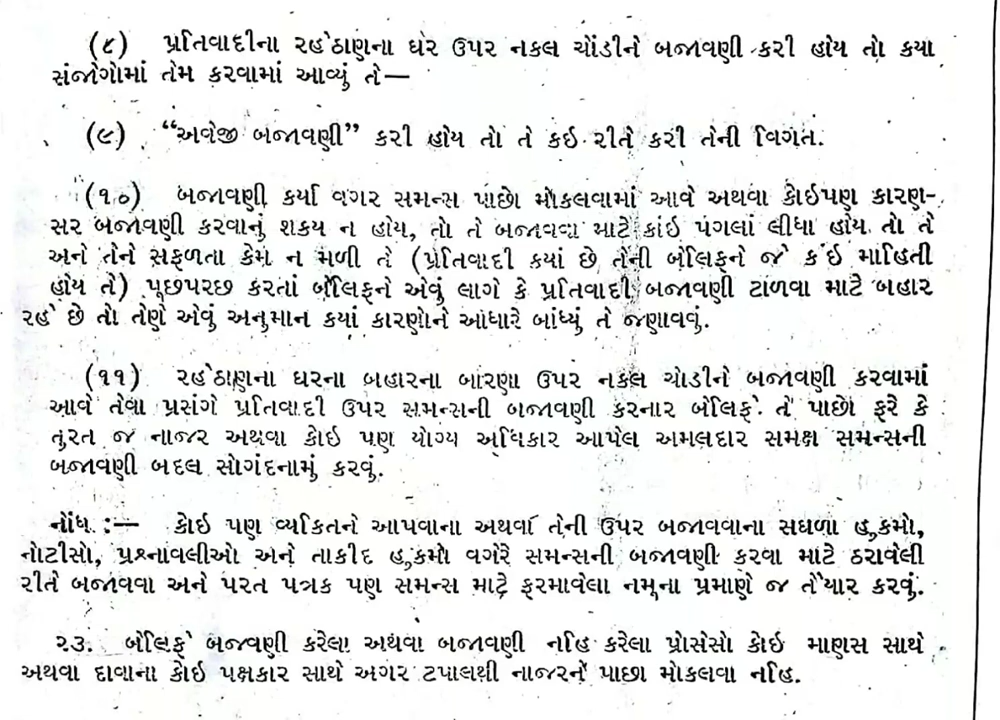 (૮) પ્રતિવાદીના રહેઠાણના ઘર ઉપર નકલ ચોંડીને બજાવણી કરી હોય તો કયા
સંજોગોમાં તેમ કરવામાં આવ્યું તે—
(૯) “અવેજી બજાવણી” કરી હોય તો તે કઈ રીતે કરી તેની વિગત.
(૧૦) બજાવણી કર્યા વગર સમન્સ પાછો મોકલવામાં આવે અથવા કોઈપણ કારણ-
સર બજાવણી કરવાનું શકય ન હોય, તો તે બજાવવા માટે કાંઈ પગલાં લીધા હોય તો તે
અને તેને સફળતા કેમ ન મળી તે (પ્રતિવાદી કયાં છે તેની બેલિફને જે કંઈ માહિતી
હોય તે) પૂછપરછ કરતાં બેલિફને એવું લાગે કે પ્રતિવાદી બજાવણી ટાળવા માટે બહાર
રહે છે તો તેણે એવું અનુમાન કયાં કારણોને આધારે બાંધ્યું તે જણાવવું.
(૧૧) રહેઠાણના ઘરના બહારના બારણા ઉપર નકલ ચોડીને બજાવણી કરવામાં
આવે તેવા પ્રસંગે પ્રતિવાદી ઉપર સમન્સની બજાવણી કરનાર બેલિફે તે પાછો ફરે કે
તુરત જ નાજર અથવા કોઈ પણ યોગ્ય અધિકાર આપેલ અમલદાર સમક્ષ સમન્સની
બજાવણી બદલ સોગંદનામું કરવું.
નોંધ :— કોઈ પણ વ્યકિતને આપવાના અથવા તેની ઉપર બજાવવાના સઘળા હુકમો,
નોટીસો, પ્રશ્નાવલીઓ અને તાકીદ હુકમો વગેરે સમન્સની બજાવણી કરવા માટે ઠરાવેલી
રીતે બજાવવા અને પરત પત્રક પણ સમન્સ માટે ફરમાવેલા નમૂના પ્રમાણે જ તૈયાર કરવું.
૨૩. બેલિફે બજવણી કરેલા અથવા બજાવણી નહિ કરેલા પ્રોસેસો કોઈ માણસ સાથે
અથવા દાવાના કોઈ પક્ષકાર સાથે અગર ટપાલથી નાજરને પાછા મોકલવા નહિ.